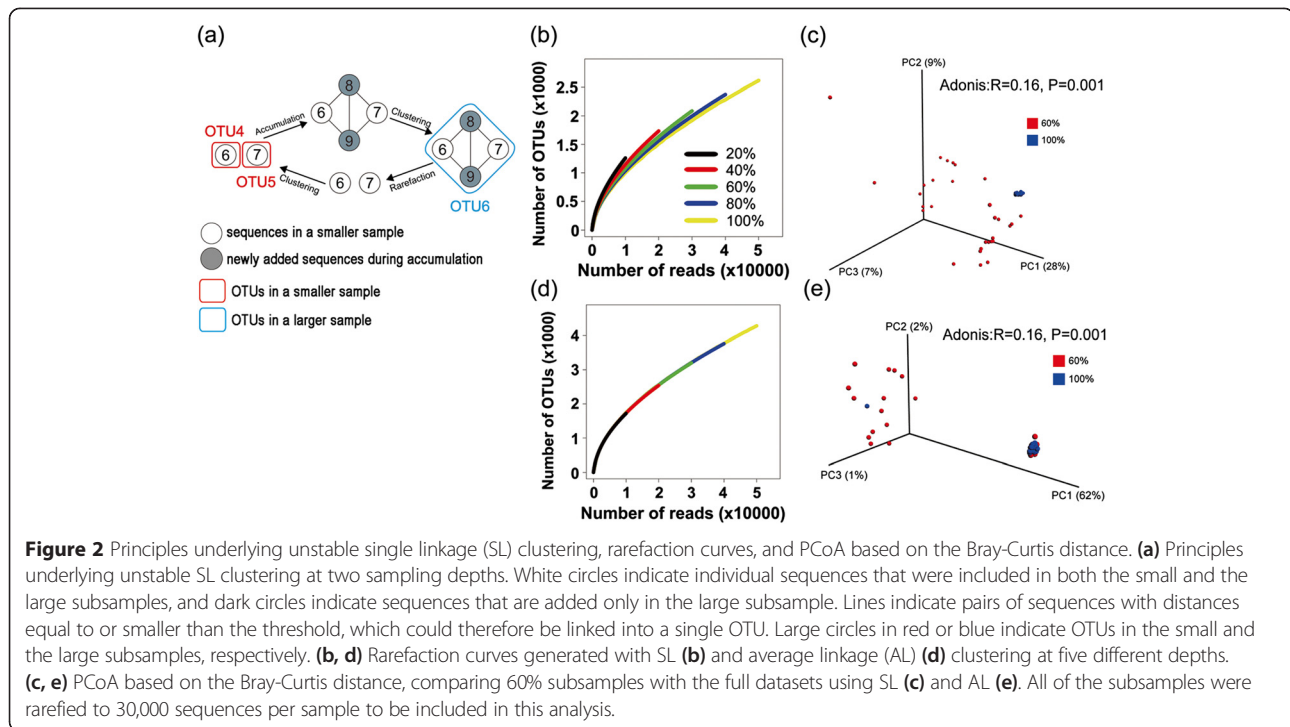 (a)
8
6
7
9
Accumulation
Clustering
OTU4
6
7
OTU5
8
6
7
9
OTU6
Rarefaction
6
7
Clustering
sequences in a smaller sample
newly added sequences during accumulation
OTUs in a smaller sample
OTUs in a larger sample
(b)
Number of OTUs (x1000)
2.5
2
1.5
1
0.5
0
20%
40%
60%
80%
100%
0 1 2 3 4 5
Number of reads (x10000)
(c)
PC2 (9%)
Adonis:R=0.16, P=0.001
60%
100%
PC3 (7%)
PC1 (28%)
(d)
Number of OTUs (x1000)
4
3
2
1
0
0 1 2 3 4 5
Number of reads (x10000)
(e)
PC2 (2%)
Adonis:R=0.16, P=0.001
60%
100%
PC3 (1%)
PC1 (62%)
Figure 2 Principles underlying unstable single linkage (SL) clustering, rarefaction curves, and PCoA based on the Bray-Curtis distance. (a) Principles
underlying unstable SL clustering at two sampling depths. White circles indicate individual sequences that were included in both the small and the
large subsamples, and dark circles indicate sequences that are added only in the large subsample. Lines indicate pairs of sequences with distances
equal to or smaller than the threshold, which could therefore be linked into a single OTU. Large circles in red or blue indicate OTUs in the small and
the large subsamples, respectively. (b, d) Rarefaction curves generated with SL (b) and average linkage (AL) (d) clustering at five different depths.
(c, e) PCoA based on the Bray-Curtis distance, comparing 60% subsamples with the full datasets using SL (c) and AL (e). All of the subsamples were
rarefied to 30,000 sequences per sample to be included in this analysis.